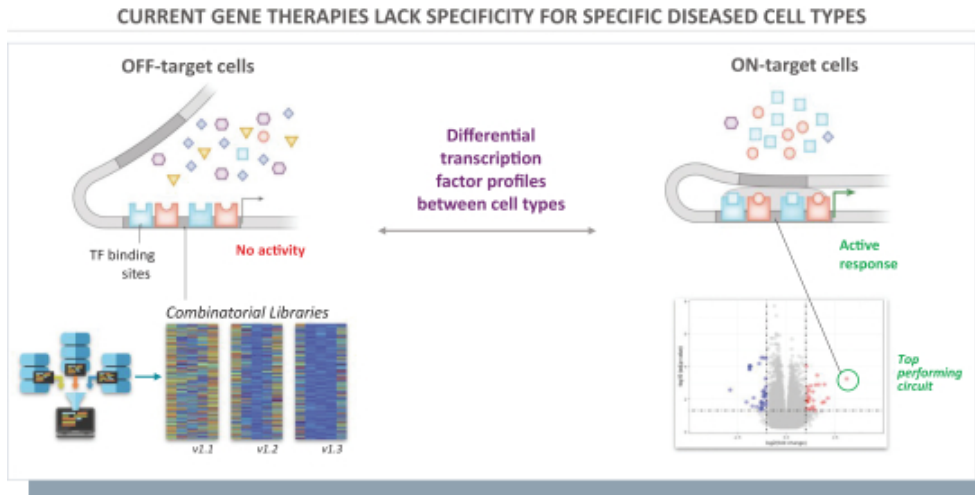 CURRENT GENE THERAPIES LACK SPECIFICITY FOR SPECIFIC DISEASED CELL TYPES
OFF-target cells
ON-target cells
Differential
transcription
factor profiles
between cell types
TF binding
sites
No activity
Active
response
Combinatorial Libraries
v1.1
v1.2
v1.3
Top
performing
circuit